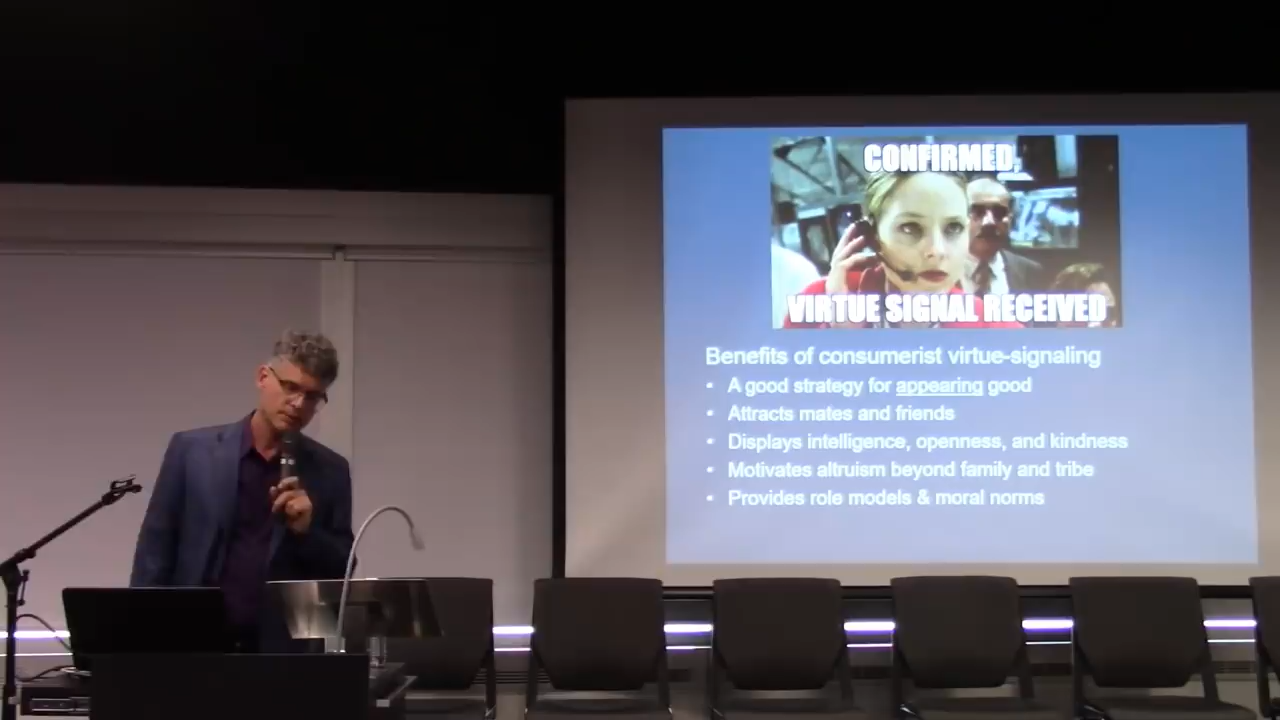 CONFIRMED,
VIRTUE SIGNAL RECEIVED
Benefits of consumerist virtue-signaling
• A good strategy for appearing good
• Attracts mates and friends
• Displays intelligence, openness, and kindness
• Motivates altruism beyond family and tribe
• Provides role models & moral norms